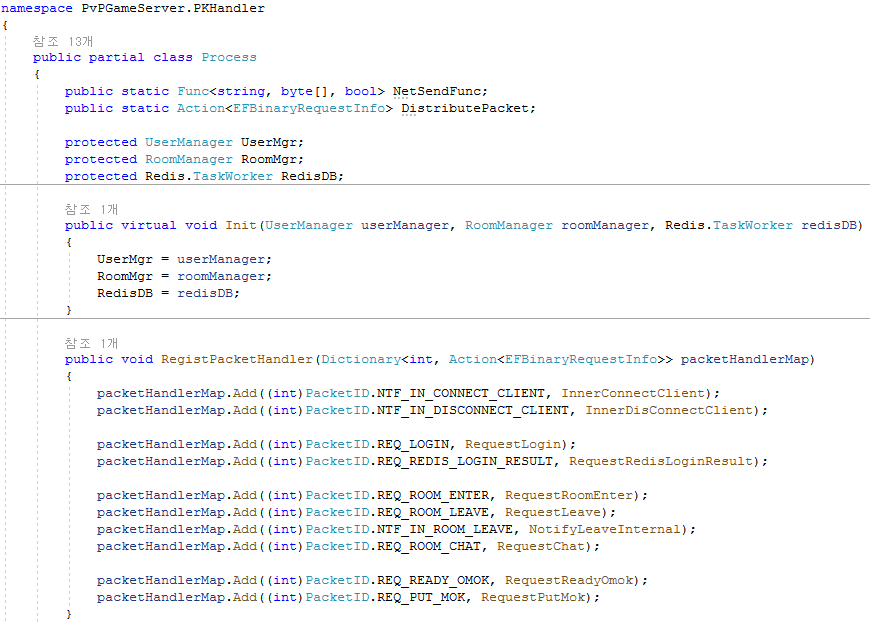 namespace PvPGameServer.PKHandler
{
참조 13개
public partial class Process
{
public static Func<string, byte[], bool> NetSendFunc;
public static Action<EFBinaryRequestInfo> DistributePacket;
protected UserManager UserMgr;
protected RoomManager RoomMgr;
protected Redis.TaskWorker RedisDB;
참조 1개
public virtual void Init(UserManager userManager, RoomManager roomManager, Redis.TaskWorker redisDB)
{
UserMgr = userManager;
RoomMgr = roomManager;
RedisDB = redisDB;
}
참조 1개
public void RegistPacketHandler(Dictionary<int, Action<EFBinaryRequestInfo>> packetHandlerMap)
{
packetHandlerMap.Add((int)PacketID.NTF_IN_CONNECT_CLIENT, InnerConnectClient);
packetHandlerMap.Add((int)PacketID.NTF_IN_DISCONNECT_CLIENT, InnerDisConnectClient);
packetHandlerMap.Add((int)PacketID.REQ_LOGIN, RequestLogin);
packetHandlerMap.Add((int)PacketID.REQ_REDIS_LOGIN_RESULT, RequestRedisLoginResult);
packetHandlerMap.Add((int)PacketID.REQ_ROOM_ENTER, RequestRoomEnter);
packetHandlerMap.Add((int)PacketID.REQ_ROOM_LEAVE, RequestLeave);
packetHandlerMap.Add((int)PacketID.NTF_IN_ROOM_LEAVE, NotifyLeaveInternal);
packetHandlerMap.Add((int)PacketID.REQ_ROOM_CHAT, RequestChat);
packetHandlerMap.Add((int)PacketID.REQ_READY_OMOK, RequestReadyOmok);
packetHandlerMap.Add((int)PacketID.REQ_PUT_MOK, RequestPutMok);
}